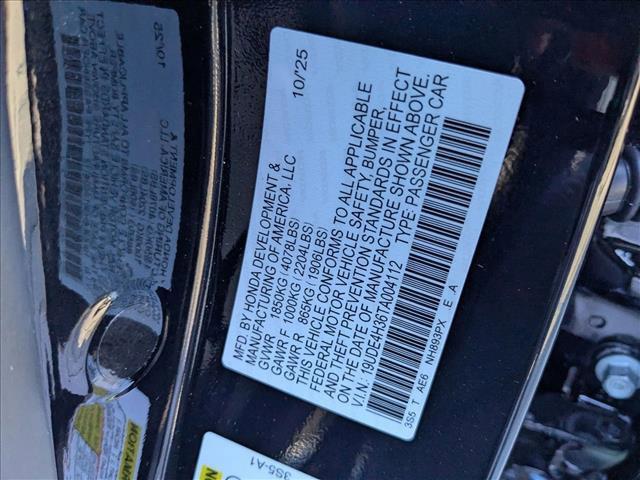 MFD. BY HONDA DEVELOPMENT &
MANUFACTURING OF AMERICA, LLC 10/'25
GVWR 1850KG (4078LBS)
GAWR F 1000KG (2204LBS)
GAWR R 865KG (1906LBS)
THIS VEHICLE CONFORMS TO ALL APPLICABLE
FEDERAL MOTOR VEHICLE SAFETY, BUMPER,
AND THEFT PREVENTION STANDARDS IN EFFECT
ON THE DATE OF MANUFACTURE SHOWN ABOVE.
V.I.N. 19UDE4H36TA004112 TYPE: PASSENGER CAR
3S5 T AE6 NH893PX E A
3S5-A1